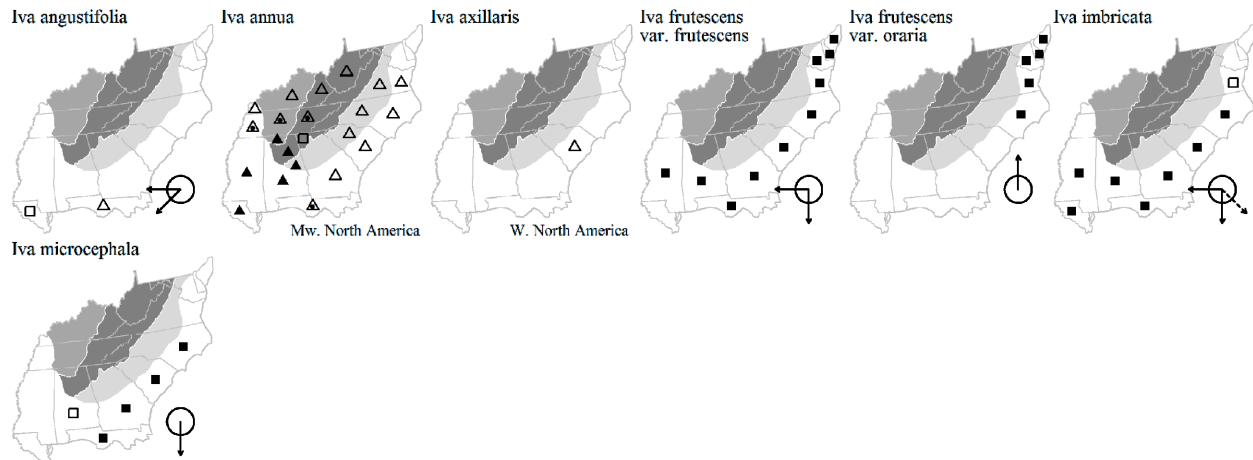 Iva angustifolia
Iva annua
Mw. North America
Iva axillaris
W. North America
Iva frutescens
var. frutescens
Iva frutescens
var. oraria
Iva imbricata
Iva microcephala